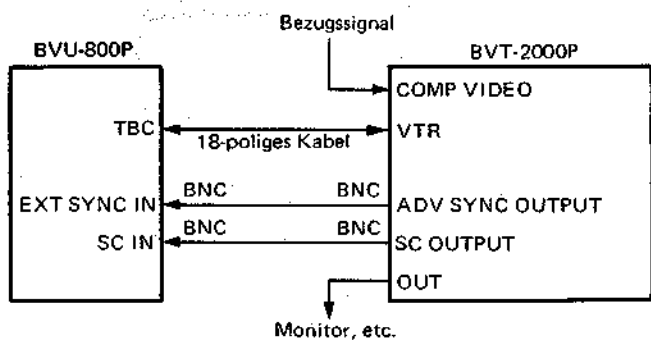 Bezugssignal
BVU-800P
BVT-2000P
COMP VIDEO
TBC
18-poliges Kabel
VTR
EXT SYNC IN
BNC
BNC
ADV SYNC OUTPUT
SC IN
BNC
BNC
SC OUTPUT
OUT
Monitor, etc.